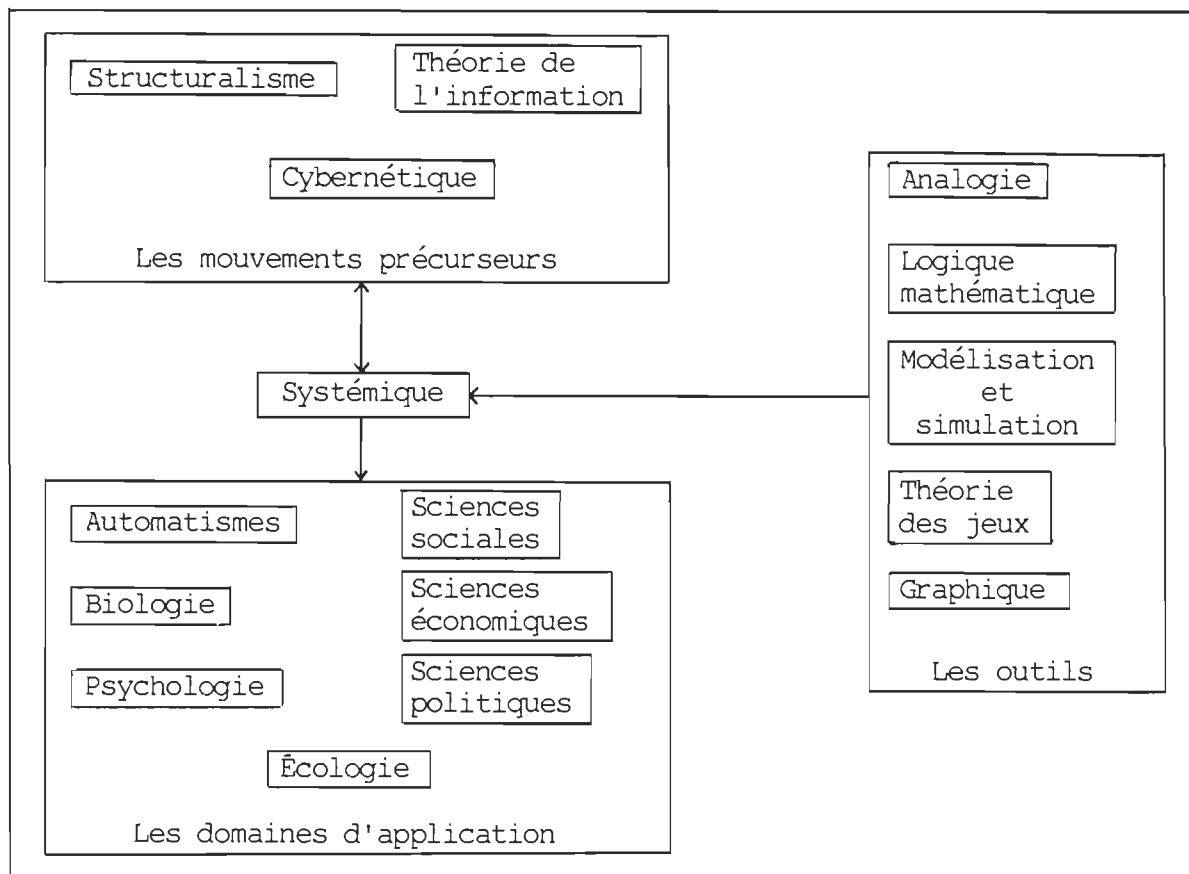 Structuralisme
Théorie de
l'information
Cybernétique
Les mouvements précurseurs
Systémique
Automatismes
Sciences
sociales
Biologie
Sciences
économiques
Psychologie
Sciences
politiques
Écologie
Les domaines d'application
Analogie
Logique
mathématique
Modélisation
et
simulation
Théorie
des jeux
Graphique
Les outils